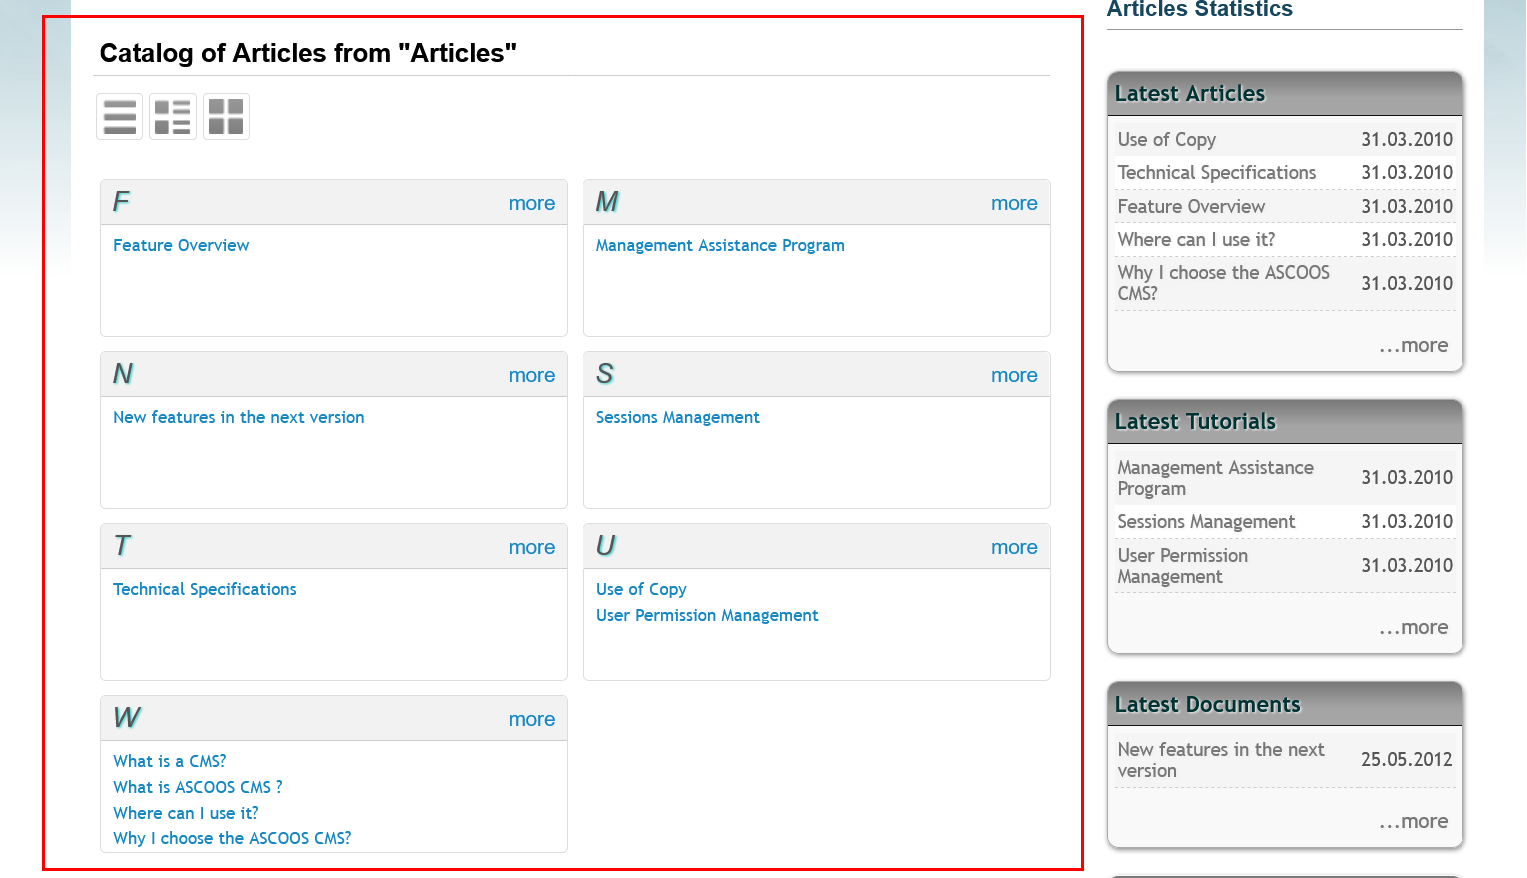 Catalog of Articles from "Articles"
F more
Feature Overview
M more
Management Assistance Program
N more
New features in the next version
S more
Sessions Management
T more
Technical Specifications
U more
Use of Copy
User Permission Management
W more
What is a CMS?
What is ASCOOS CMS ?
Where can I use it?
Why I choose the ASCOOS CMS?
Articles Statistics
Latest Articles
Use of Copy 31.03.2010
Technical Specifications 31.03.2010
Feature Overview 31.03.2010
Where can I use it? 31.03.2010
Why I choose the ASCOOS
CMS? 31.03.2010
...more
Latest Tutorials
Management Assistance
Program 31.03.2010
Sessions Management 31.03.2010
User Permission
Management 31.03.2010
...more
Latest Documents
New features in the next
version 25.05.2012
...more